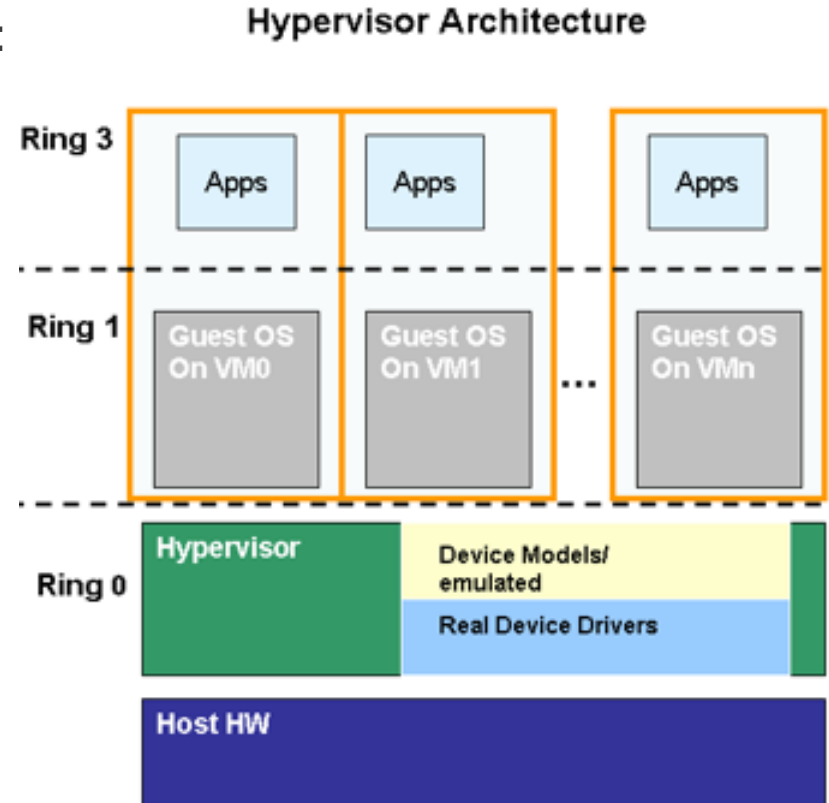 :
Hypervisor Architecture
Ring 3
Apps
Apps
Apps
Ring 1
Guest OS
On VM0
Guest OS
On VM1
...
Guest OS
On VMn
Ring 0
Hypervisor
Device Models/
emulated
Real Device Drivers
Host HW